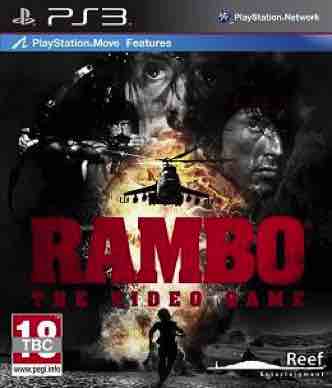 PS3
PlayStation.Network
PlayStation.Move Features
RAMBO
THE VIDEO GAME
18
TBC
www.pegi.info
Reef
Entertainment